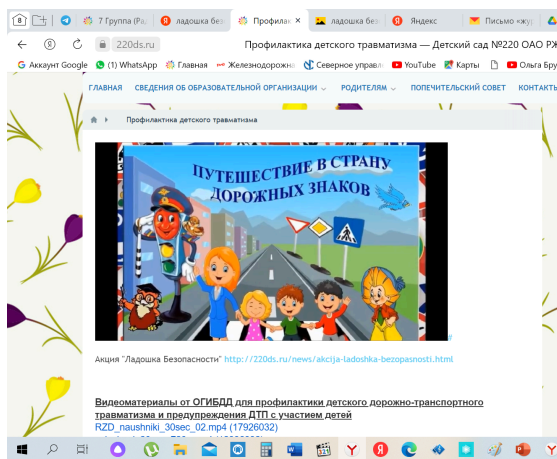 8
7 Группа (Ра
ладошка без
Профилак ×
ладошка без
Яндекс
Письмо «жур
220ds.ru
Профилактика детского травматизма — Детский сад №220 ОАО РЖ
Аккаунт Google
(1) WhatsApp
Главная
Железнодорожна
Северное управл
YouTube
Карты
Ольга Бру
ГЛАВНАЯ СВЕДЕНИЯ ОБ ОБРАЗОВАТЕЛЬНОЙ ОРГАНИЗАЦИИ РОДИТЕЛЯМ ПОПЕЧИТЕЛЬСКИЙ СОВЕТ КОНТАКТЫ
Профилактика детского травматизма
ПУТЕШЕСТВИЕ В СТРАНУ
ДОРОЖНЫХ ЗНАКОВ
#
Акция "Ладошка Безопасности" http://220ds.ru/news/akcija-ladoshka-bezopasnosti.html
Видеоматериалы от ОГИБДД для профилактики детского дорожно-транспортного
травматизма и предупреждения ДТП с участием детей
RZD_naushniki_30sec_02.mp4 (17926032)